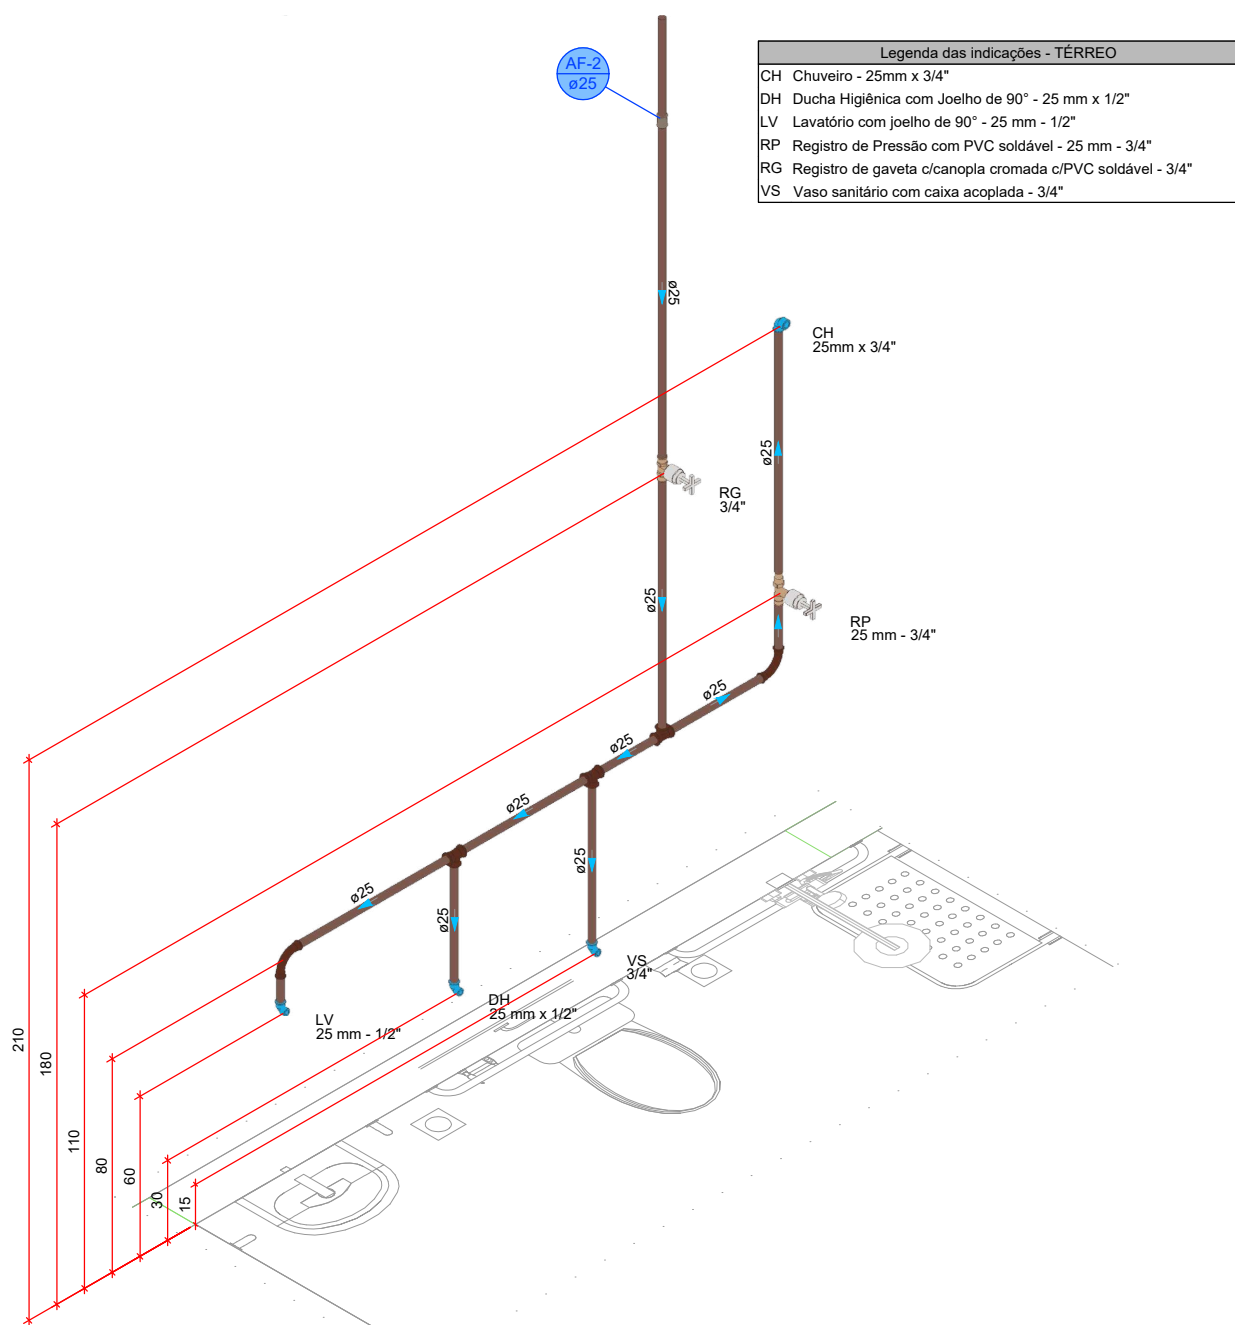 AF-2
ø25
Legenda das indicações - TÉRREO
CH Chuveiro - 25mm x 3/4"
DH Ducha Higiênica com Joelho de 90° - 25 mm x 1/2"
LV Lavatório com joelho de 90° - 25 mm - 1/2"
RP Registro de Pressão com PVC soldável - 25 mm - 3/4"
RG Registro de gaveta c/canopla cromada c/PVC soldável - 3/4"
VS Vaso sanitário com caixa acoplada - 3/4"
ø25
CH
25mm x 3/4"
ø25
RG
3/4"
ø25
RP
25 mm - 3/4"
ø25
ø25
ø25
ø25
ø25
ø25
VS
3/4"
DH
25 mm x 1/2"
LV
25 mm - 1/2"
210
180
110
80
60
30
15